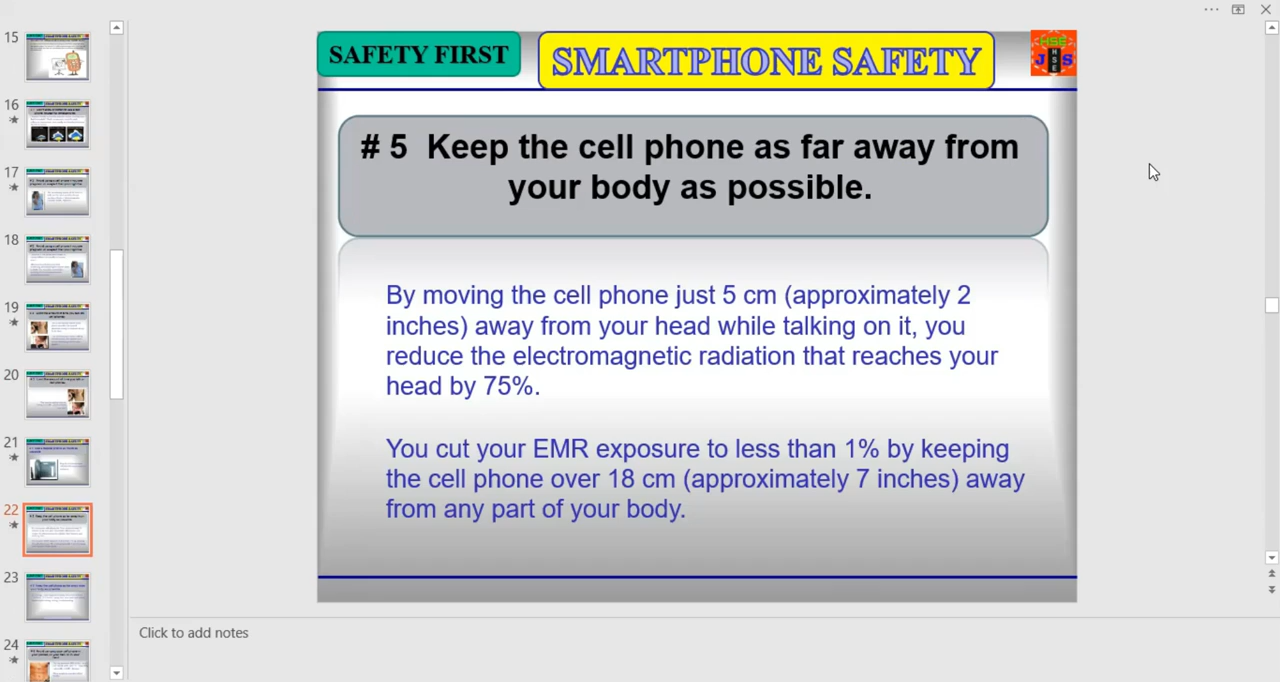 SAFETY FIRST
SMARTPHONE SAFETY
HSE
J HSE S
# 5 Keep the cell phone as far away from
your body as possible.
By moving the cell phone just 5 cm (approximately 2
inches) away from your head while talking on it, you
reduce the electromagnetic radiation that reaches your
head by 75%.
You cut your EMR exposure to less than 1% by keeping
the cell phone over 18 cm (approximately 7 inches) away
from any part of your body.
Click to add notes
15
16
17
18
19
20
21
22
23
24